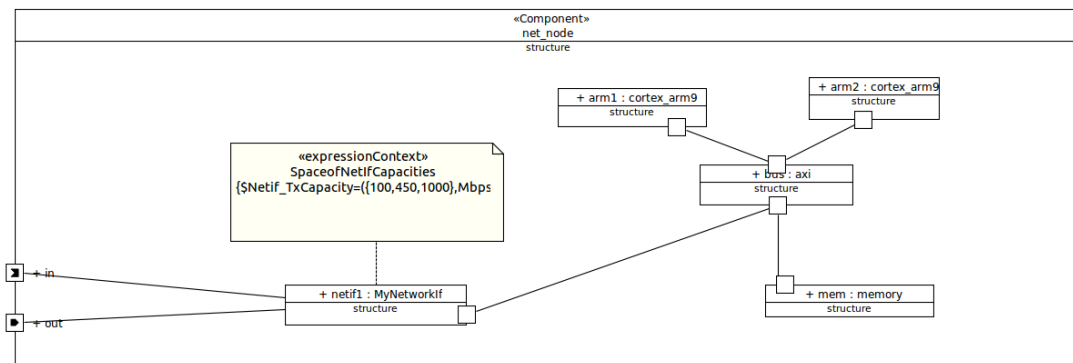 «Component»
net_node
structure
+ arm1 : cortex_arm9
structure
+ arm2 : cortex_arm9
structure
«expressionContext»
SpaceofNetIfCapacities
{$Netif_TxCapacity=({100,450,1000},Mbps
+ bus : axi
structure
+ in
+ netif1 : MyNetworkIf
structure
+ mem : memory
structure
+ out